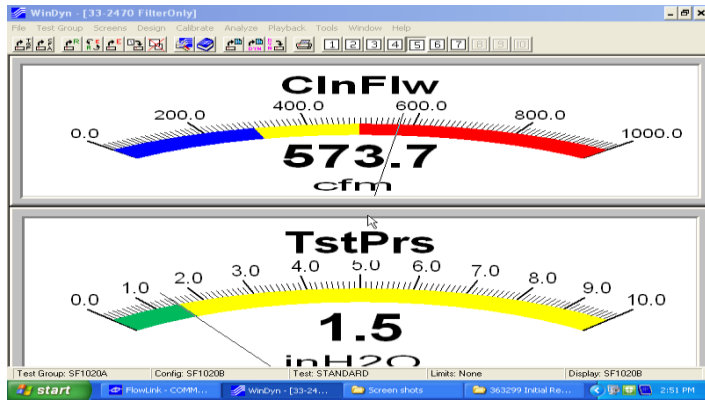 WinDyn - [33-2470 FilterOnly]
File Test Group Screens Design Calibrate Analyze Playback Tools Window Help
1 2 3 4 5 6 7 8 9 10
ClnFlw
0.0 200.0 400.0 600.0 800.0 1000.0
573.7
cfm
TstPrs
0.0 1.0 2.0 3.0 4.0 5.0 6.0 7.0 8.0 9.0 10.0
1.5
inH2O
Test Group: SF1020A Config: SF1020B Test: STANDARD Limits: None Display: SF1020B
start FlowLink - COMM... WinDyn - [33-24... Screen shots 363299 Initial Re... 2:51 PM